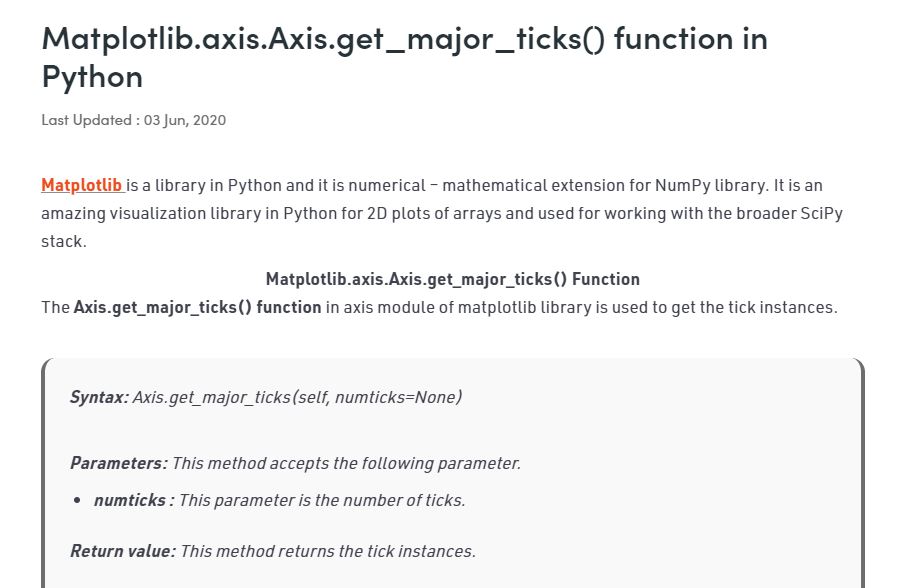 Matplotlib.axis.Axis.get_major_ticks() function in
Python
Last Updated : 03 Jun, 2020
Matplotlib is a library in Python and it is numerical – mathematical extension for NumPy library. It is an
amazing visualization library in Python for 2D plots of arrays and used for working with the broader SciPy
stack.
Matplotlib.axis.Axis.get_major_ticks() Function
The Axis.get_major_ticks() function in axis module of matplotlib library is used to get the tick instances.
Syntax: Axis.get_major_ticks(self, numticks=None)
Parameters: This method accepts the following parameter.
• numticks : This parameter is the number of ticks.
Return value: This method returns the tick instances.